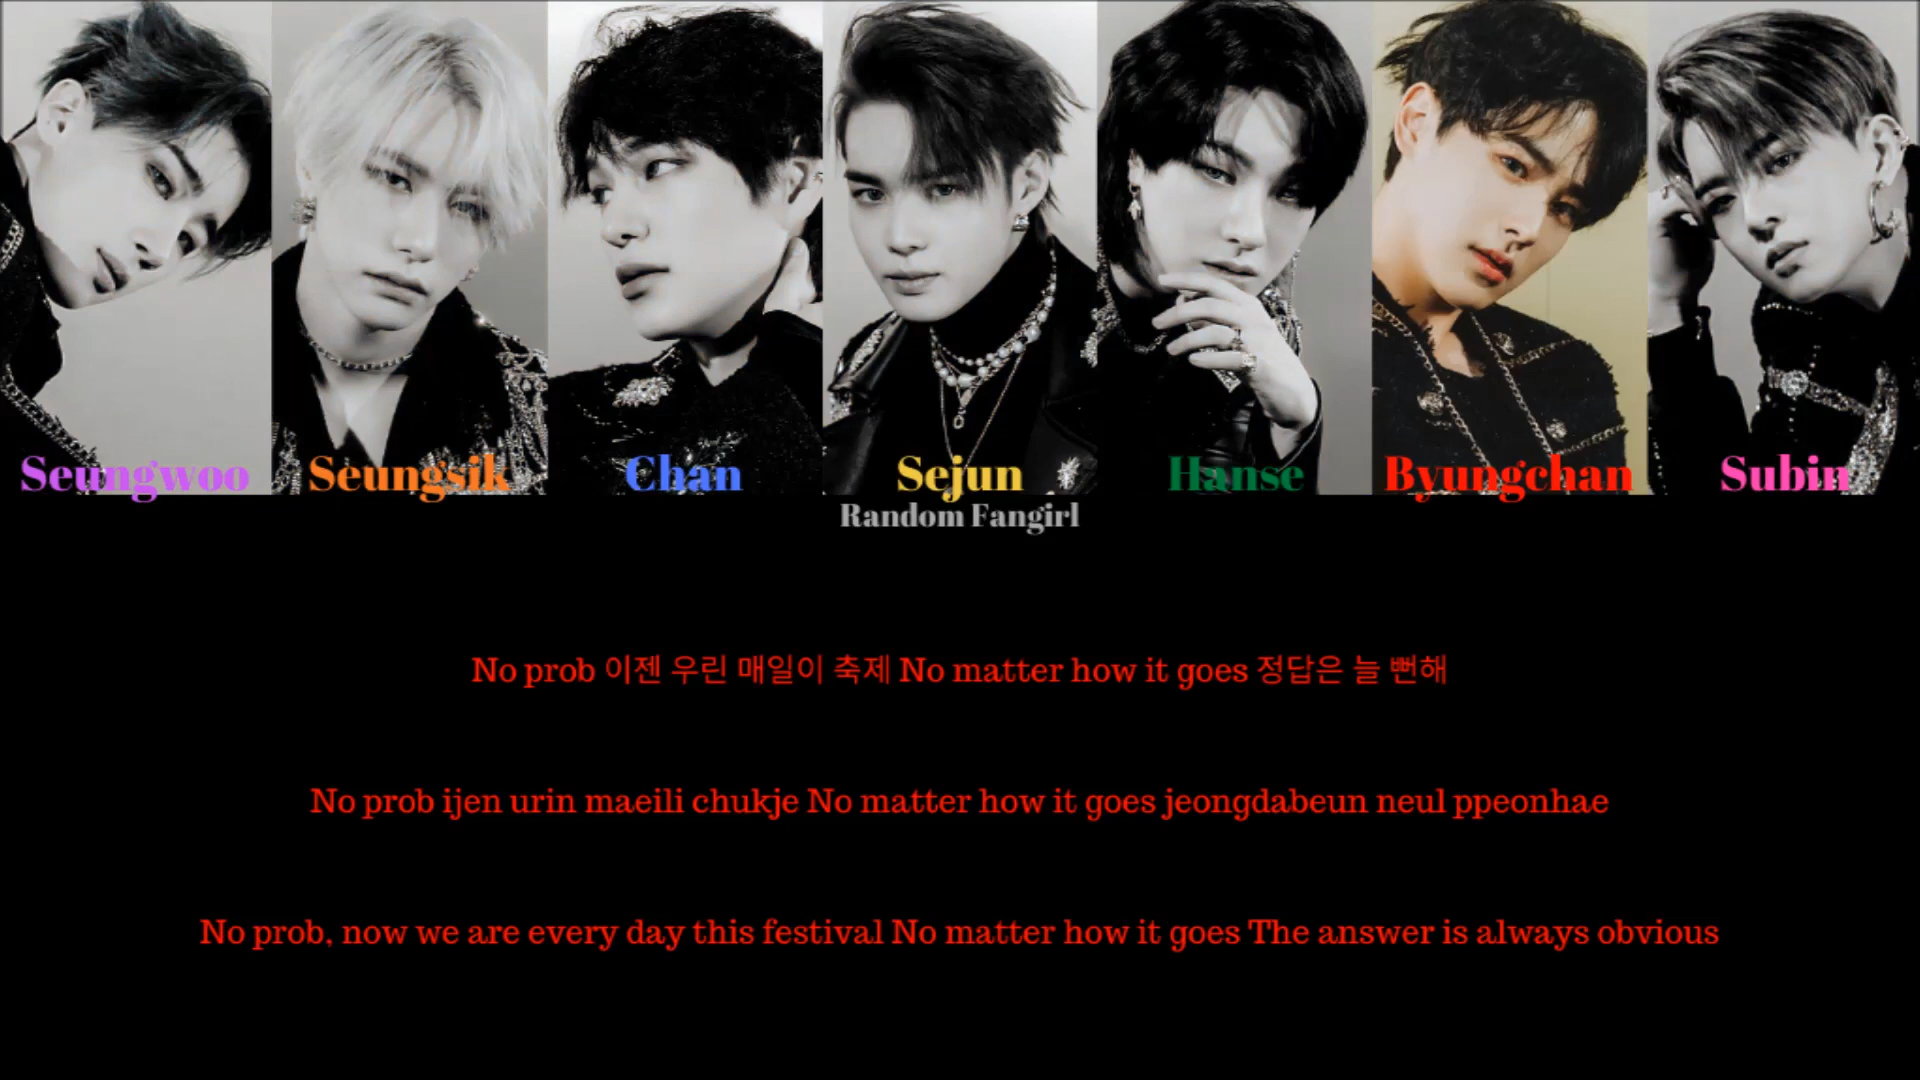 Seungwoo Seungsik Chan Sejun Hanse Byungchan Subin
Random Fangirl
No prob 이젠 우린 매일이 축제 No matter how it goes 정답은 늘 뻔해
No prob ijen urin maeili chukje No matter how it goes jeongdabeun neul ppeonhae
No prob, now we are every day this festival No matter how it goes The answer is always obvious